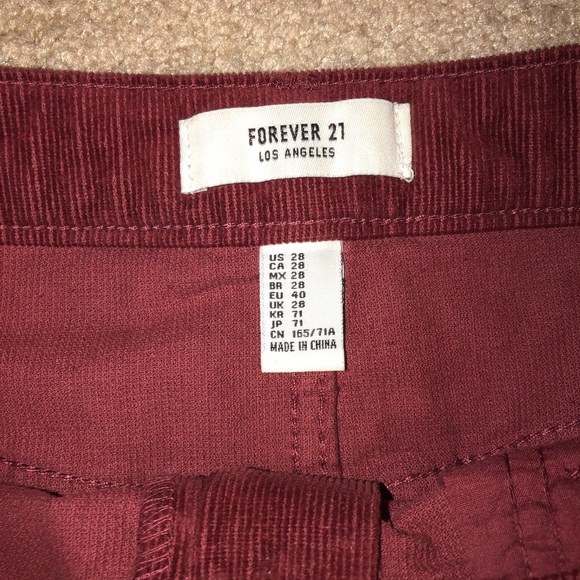 FOREVER 21
LOS ANGELES
US 28
CA 28
MX 28
BR 28
EU 40
UK 28
KR 71
JP 71
CN 165/71A
MADE IN CHINA